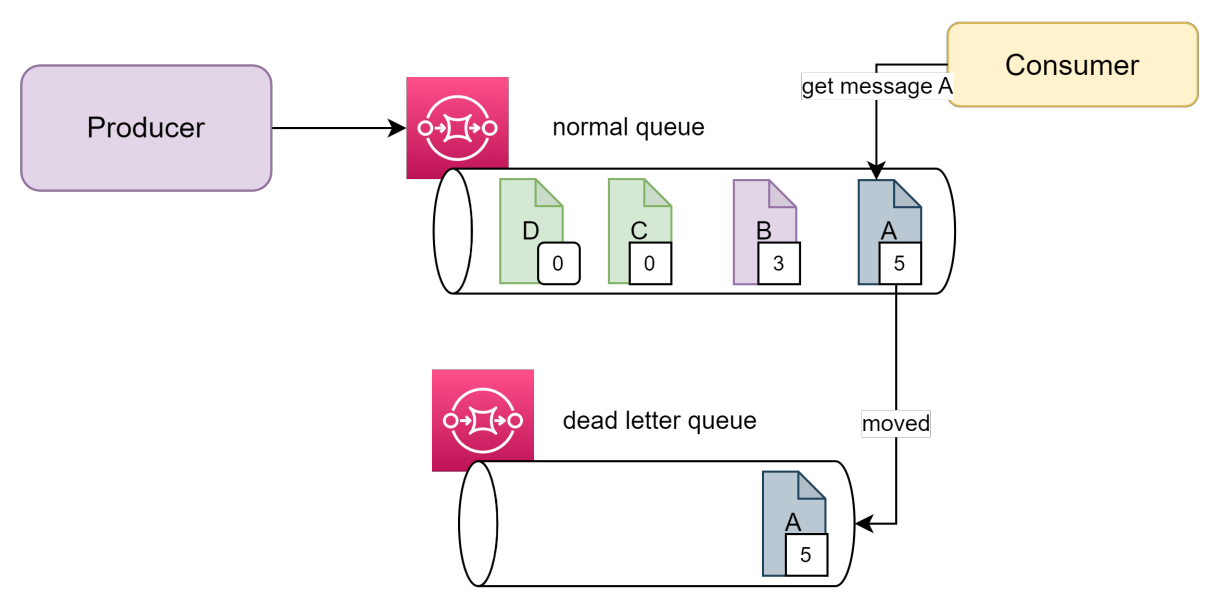 Consumer
get message A
Producer
normal queue
D
C
B
A
0
0
3
5
dead letter queue
moved
A
5